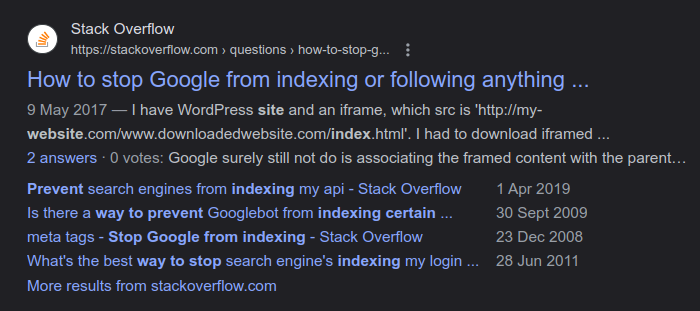 Stack Overflow
https://stackoverflow.com › questions › how-to-stop-g...
How to stop Google from indexing or following anything ...
9 May 2017 — I have WordPress site and an iframe, which src is 'http://my-
website.com/www.downloadedwebsite.com/index.html'. I had to download iframed ...
2 answers · 0 votes: Google surely still not do is associating the framed content with the parent…
Prevent search engines from indexing my api - Stack Overflow 1 Apr 2019
Is there a way to prevent Googlebot from indexing certain ... 30 Sept 2009
meta tags - Stop Google from indexing - Stack Overflow 23 Dec 2008
What's the best way to stop search engine's indexing my login ... 28 Jun 2011
More results from stackoverflow.com